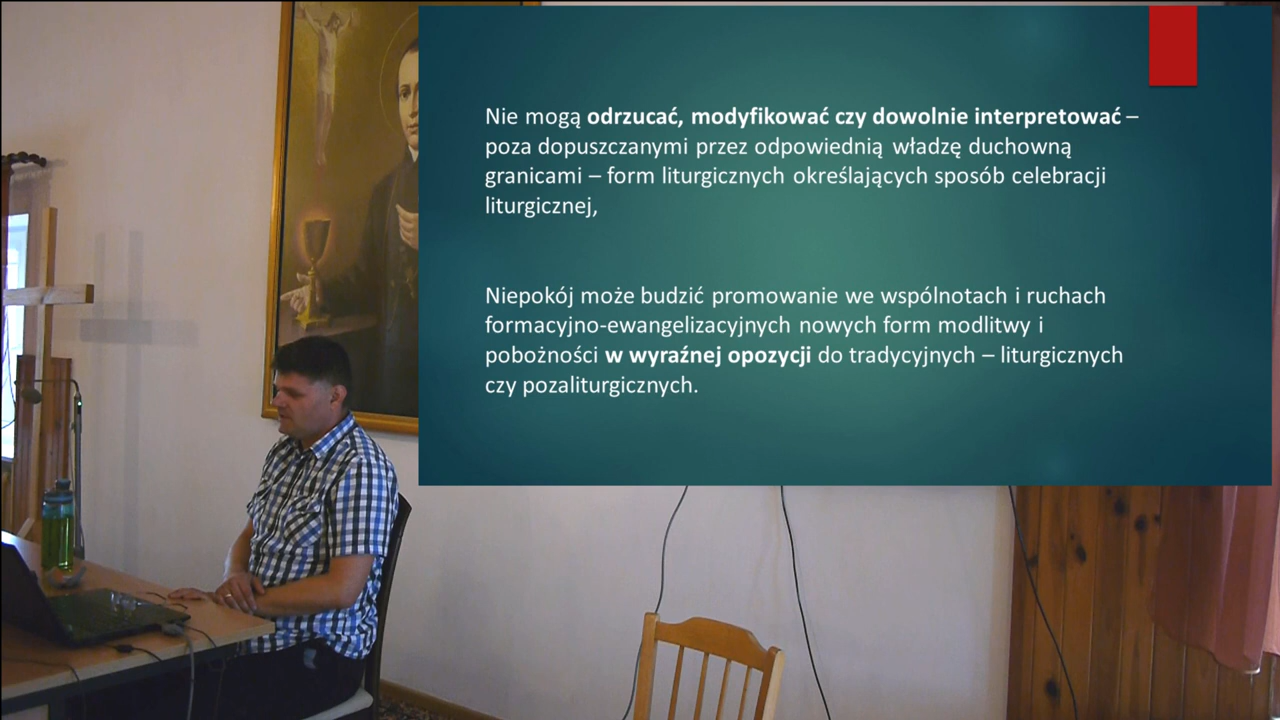 Nie mogą odrzucać, modyfikować czy dowolnie interpretować –
poza dopuszczanymi przez odpowiednią władzę duchowną
granicami – form liturgicznych określających sposób celebracji
liturgicznej,
Niepokój może budzić promowanie we wspólnotach i ruchach
formacyjno-ewangelizacyjnych nowych form modlitwy i
pobożności w wyraźnej opozycji do tradycyjnych – liturgicznych
czy pozaliturgicznych.